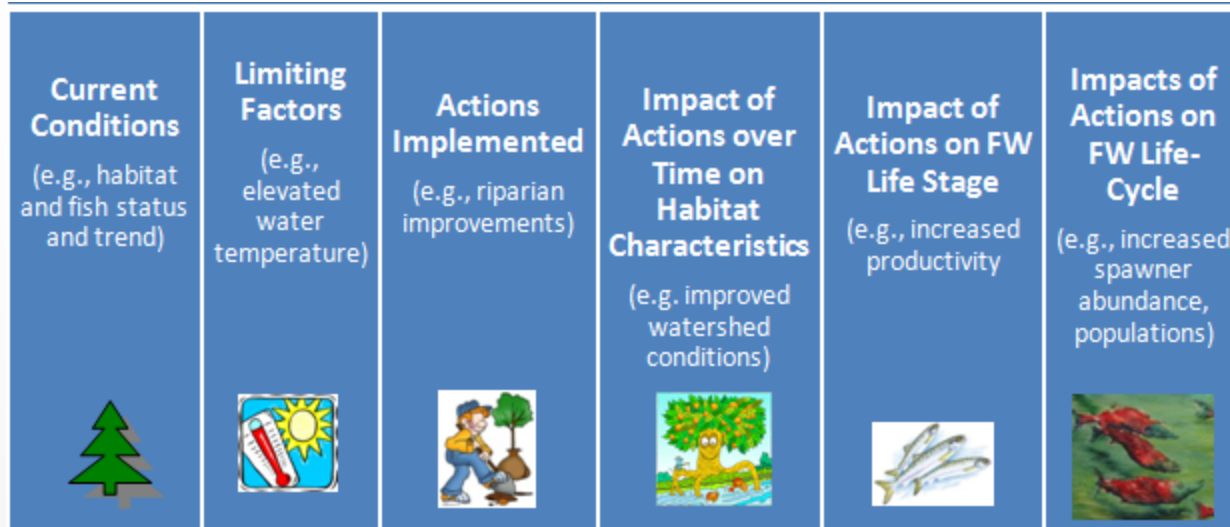 Current
Conditions
(e.g., habitat
and fish status
and trend)
Limiting
Factors
(e.g.,
elevated
water
temperature)
Actions
Implemented
(e.g., riparian
improvements)
Impact of
Actions over
Time on
Habitat
Characteristics
(e.g. improved
watershed
conditions)
Impact of
Actions on FW
Life Stage
(e.g., increased
productivity
Impacts of
Actions on
FW Life-
Cycle
(e.g., increased
spawner
abundance,
populations)